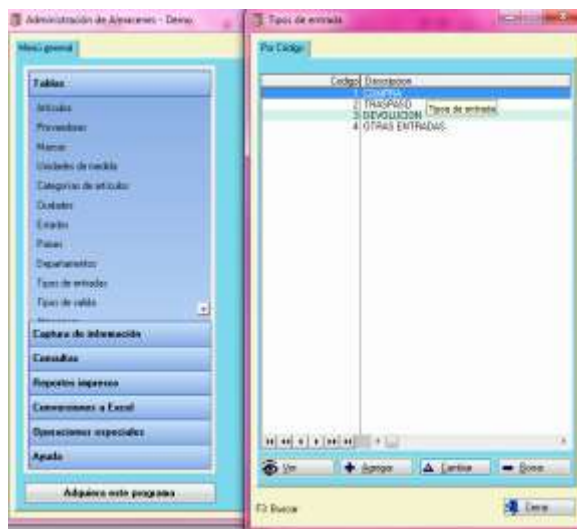 Administración de Almacenes - Demo
Menú general
Tablas
Artículos
Proveedores
Marcas
Unidades de medida
Categorías de artículos
Ciudades
Estados
Países
Departamentos
Tipos de entradas
Tipos de salida
Captura de información
Consultas
Reportes impresos
Conversiones a Excel
Operaciones especiales
Ayuda
Adquiera este programa
Tipos de entrada
Por Código
Codigo Descripcion
1 COMPRA
2 TRASPASO
Tipos de entrada
3 DEVOLUCION
4 OTRAS ENTRADAS
Ver Agregar Cambiar Borrar
F3: Buscar Cerrar